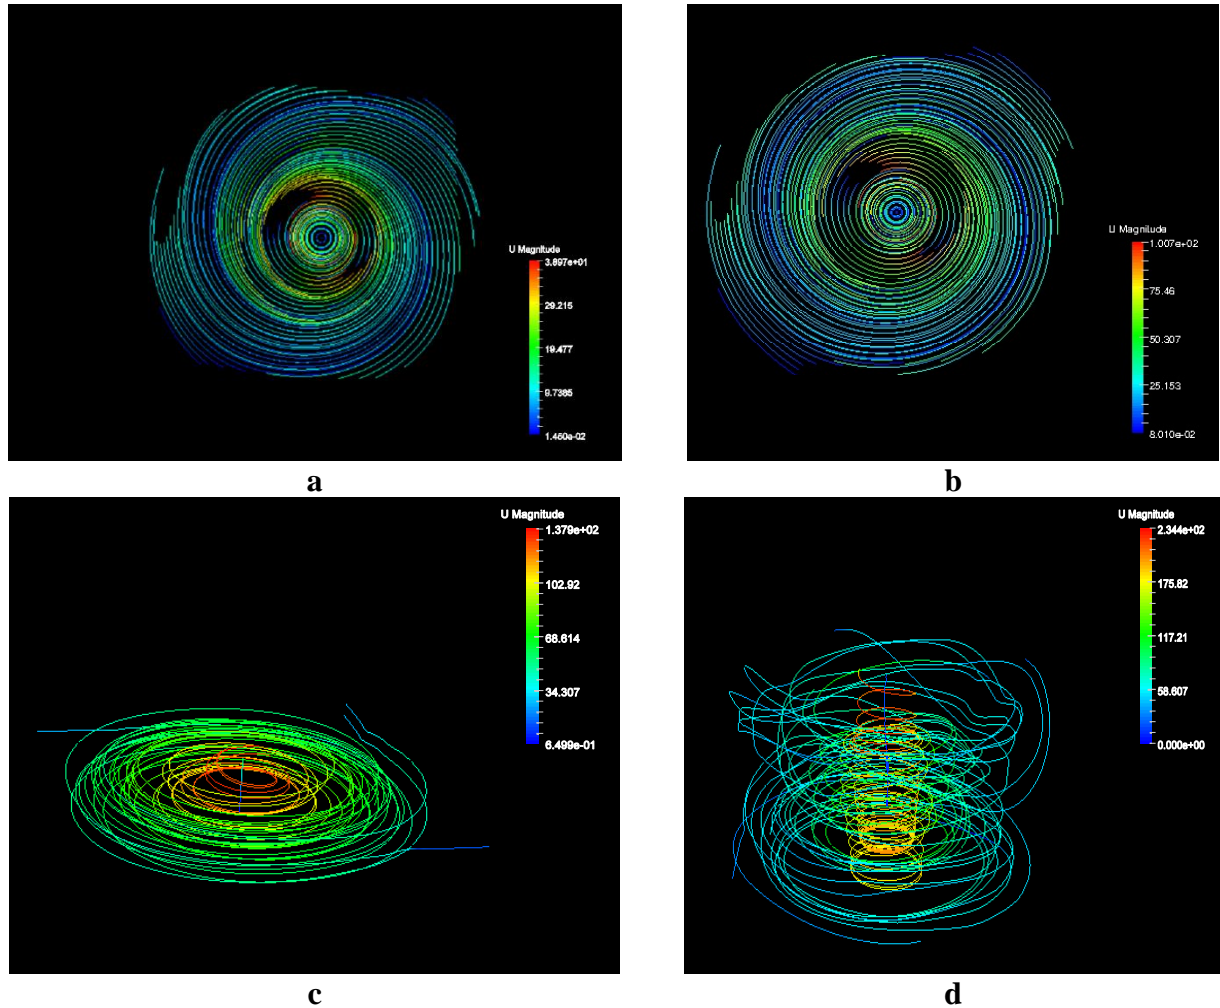 U Magnitude
3.897e+01
29.215
19.477
9.7385
1.460e-02
a
U Magnitude
1.007e+02
75.46
50.307
25.153
8.010e-02
b
U Magnitude
1.379e+02
102.92
68.614
34.307
6.499e-01
c
U Magnitude
2.344e+02
175.82
117.21
58.607
0.000e+00
d